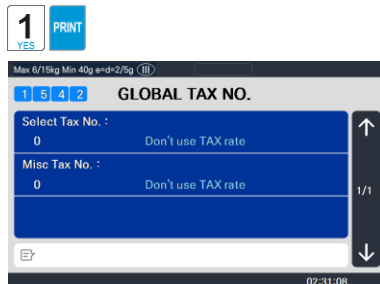 1 PRINT
YES
Max 6/15kg Min 40g e=d=2/5g III
1 5 4 2 GLOBAL TAX NO.
Select Tax No. :
0 Don't use TAX rate
Misc Tax No. :
0 Don't use TAX rate
1/1
02:31:08